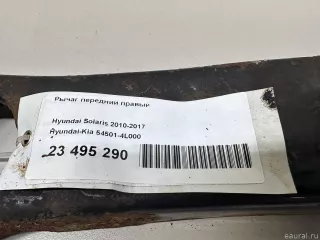 Рычаг передний правый
Hyundai Solaris 2010-2017
Hyundai-Kia 54501-4L000
23 495 290
eaural.ru